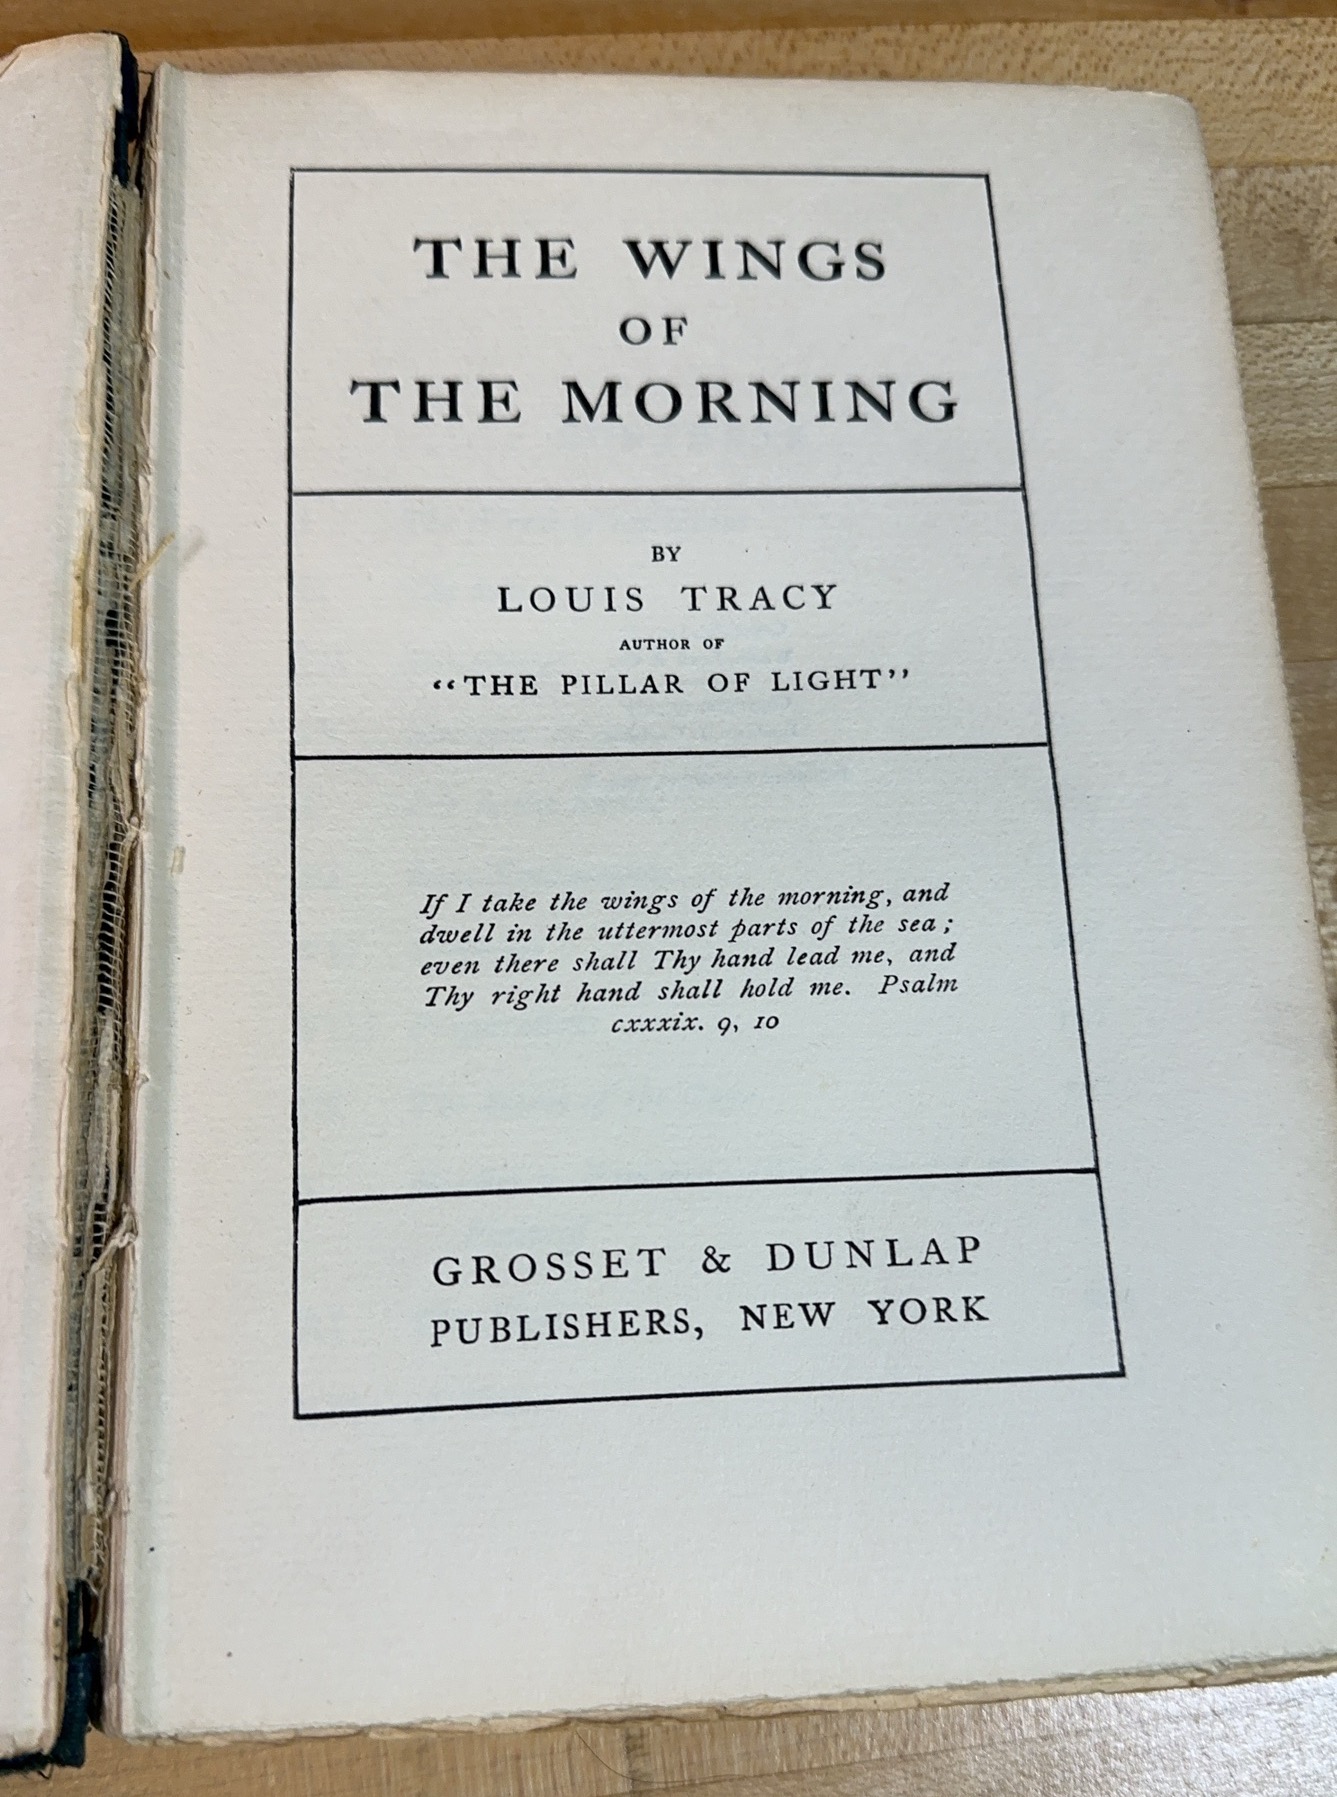 THE WINGS
OF
THE MORNING
BY
LOUIS TRACY
AUTHOR OF
“THE PILLAR OF LIGHT”
If I take the wings of the morning, and
dwell in the uttermost parts of the sea;
even there shall Thy hand lead me, and
Thy right hand shall hold me. Psalm
cxxxix. 9, 10
GROSSET & DUNLAP
PUBLISHERS, NEW YORK